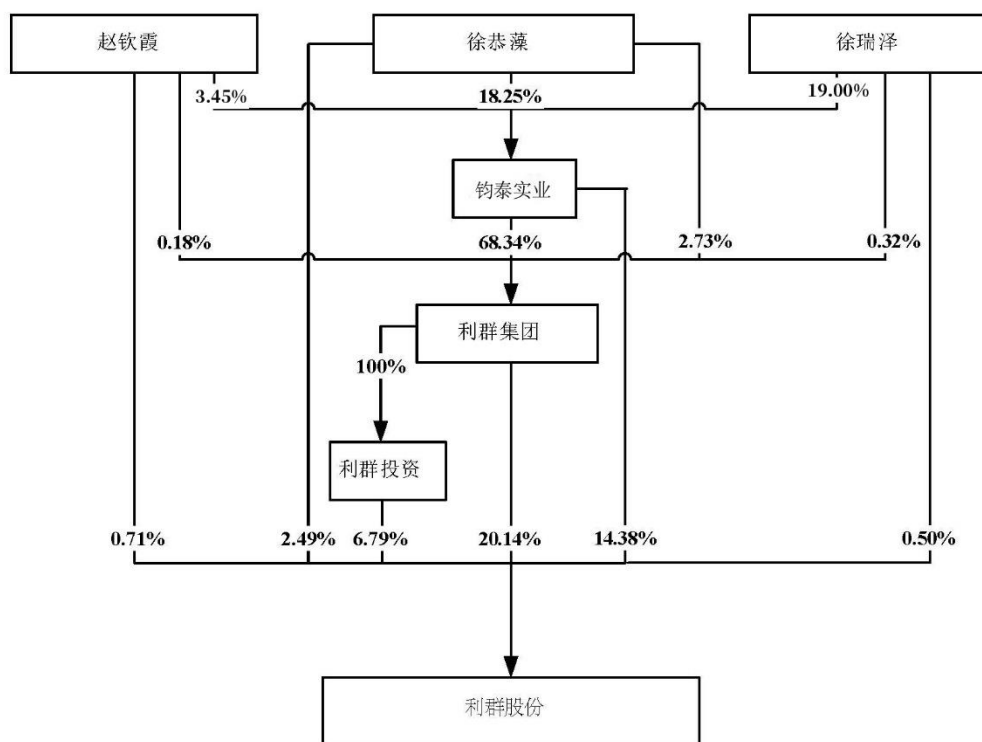 赵钦霞
徐恭藻
徐瑞泽
3.45%
18.25%
19.00%
钧泰实业
0.18%
68.34%
2.73%
0.32%
利群集团
100%
利群投资
0.71%
2.49%
6.79%
20.14%
14.38%
0.50%
利群股份